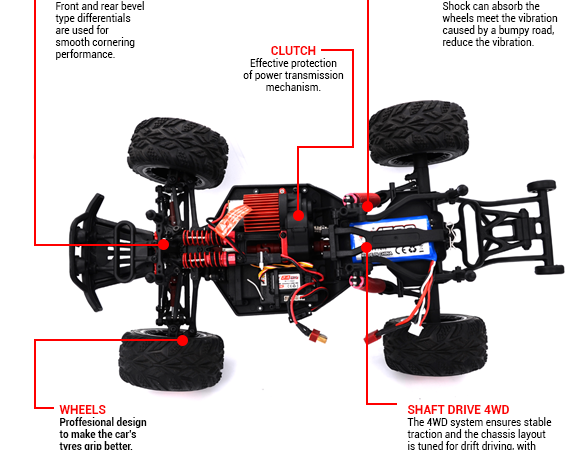 Front and rear bevel
type differentials
are used for
smooth cornering
performance.
Shock can absorb the
wheels meet the vibration
caused by a bumpy road,
reduce the vibration.
CLUTCH
Effective protection
of power transmission
mechanism.
WHEELS
Proffesional design
to make the car's
tyres grip better.
SHAFT DRIVE 4WD
The 4WD system ensures stable
traction and the chassis layout
is tuned for drift driving, with